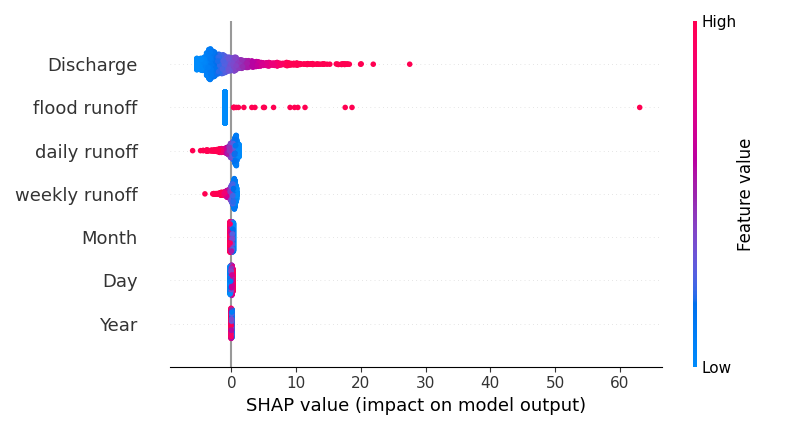 High
Discharge
flood runoff
daily runoff
weekly runoff
Month
Day
Year
Feature value
Low
0 10 20 30 40 50 60
SHAP value (impact on model output)